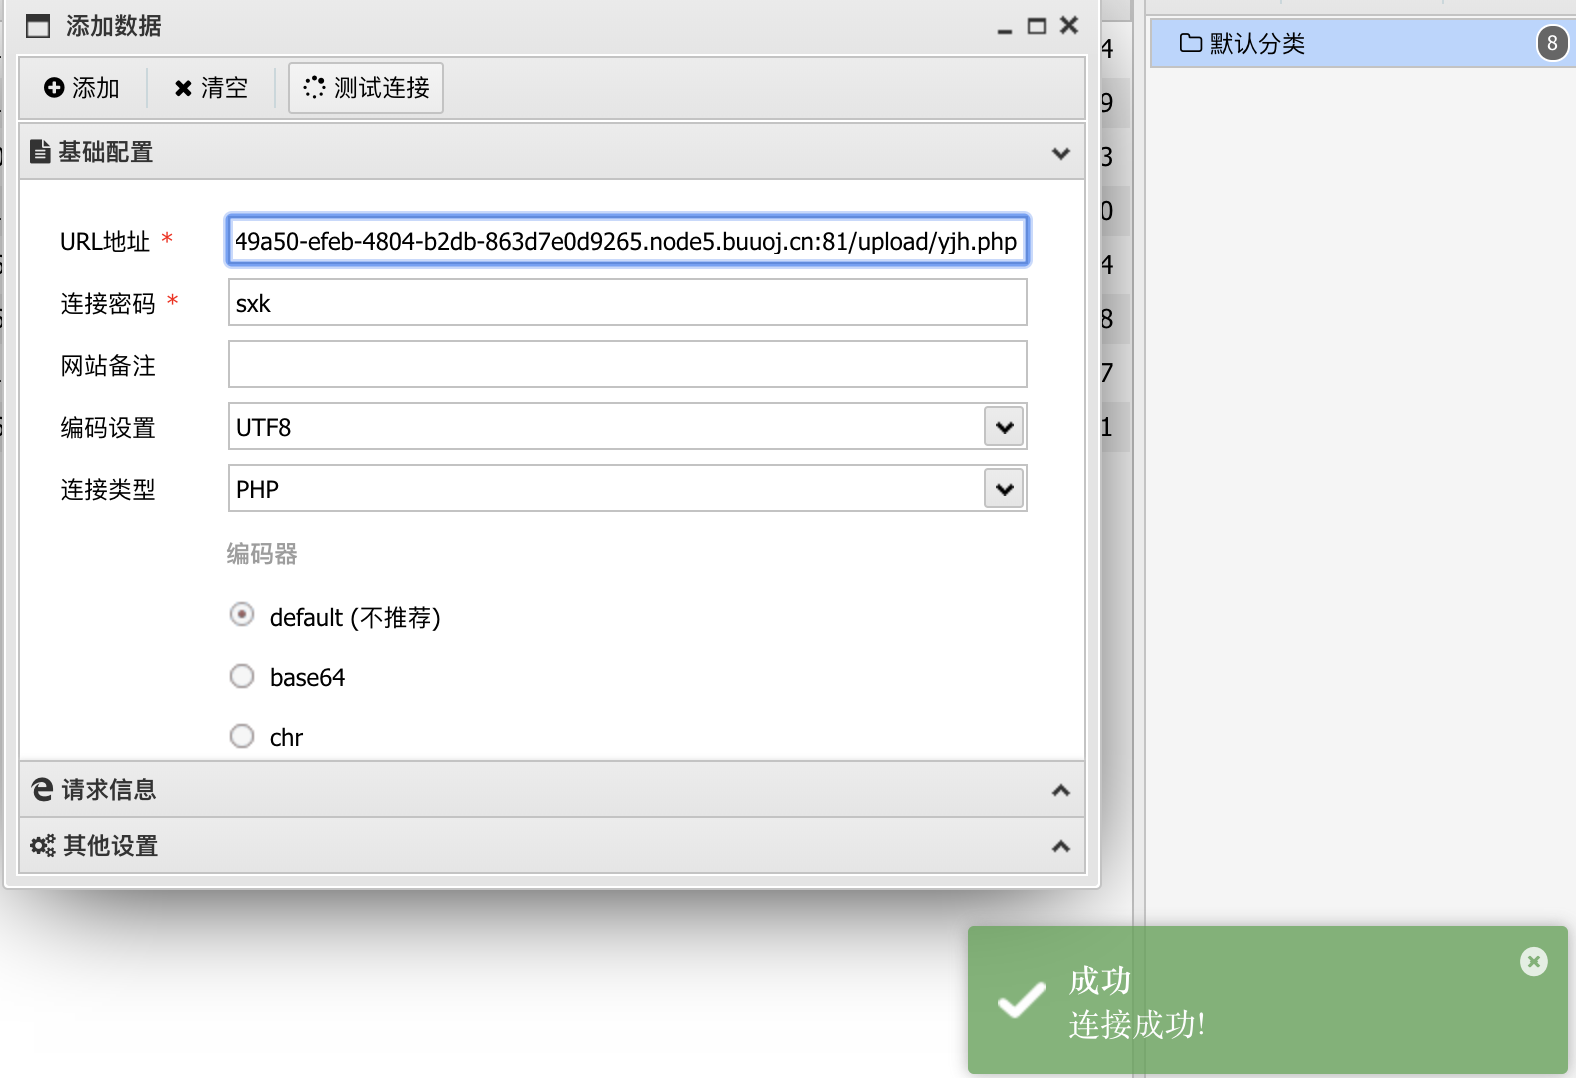 添加数据
添加
清空
测试连接
基础配置
URL地址 *
49a50-efeb-4804-b2db-863d7e0d9265.node5.buuoj.cn:81/upload/yjh.php
连接密码 *
sxk
网站备注
编码设置
UTF8
连接类型
PHP
编码器
default (不推荐)
base64
chr
请求信息
其他设置
4
9
3
0
4
8
7
1
默认分类
8
成功
连接成功!